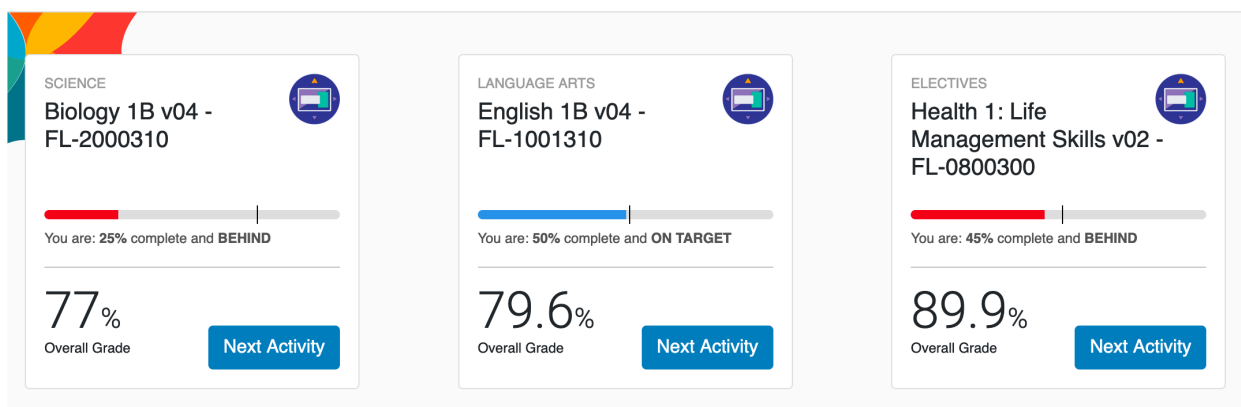 SCIENCE
Biology 1B v04 -
FL-2000310
You are: 25% complete and BEHIND
77%
Overall Grade
Next Activity
LANGUAGE ARTS
English 1B v04 -
FL-1001310
You are: 50% complete and ON TARGET
79.6%
Overall Grade
Next Activity
ELECTIVES
Health 1: Life
Management Skills v02 -
FL-0800300
You are: 45% complete and BEHIND
89.9%
Overall Grade
Next Activity